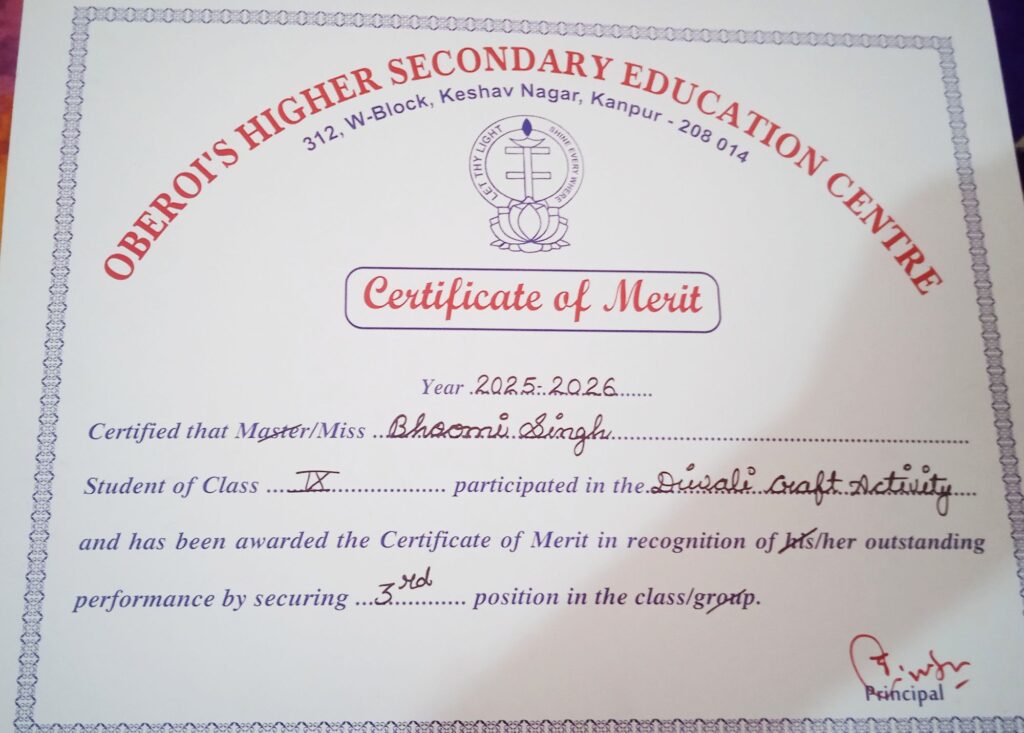 OBEROI'S HIGHER SECONDARY EDUCATION CENTRE
312, W-Block, Keshav Nagar, Kanpur - 208 014
LET THY LIGHT SHINE EVERY WHERE
Certificate of Merit
Year 2025-2026
Certified that Master/Miss Bhoomi Singh
Student of Class IX participated in the Diwali Craft Activity
and has been awarded the Certificate of Merit in recognition of his/her outstanding
performance by securing 3rd position in the class/group.
Principal